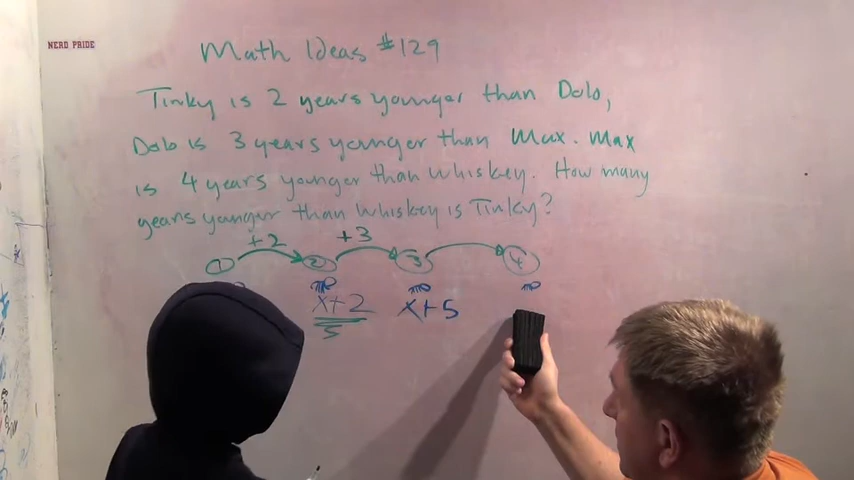 NERD PRIDE
Math Ideas #129
Tinky is 2 years younger than Dolo,
Dolo is 3 years younger than Max. Max
is 4 years younger than Whiskey. How many
years younger than Whiskey is Tinky?
+2 +3
1 2 3 4
x+2 x+5
5